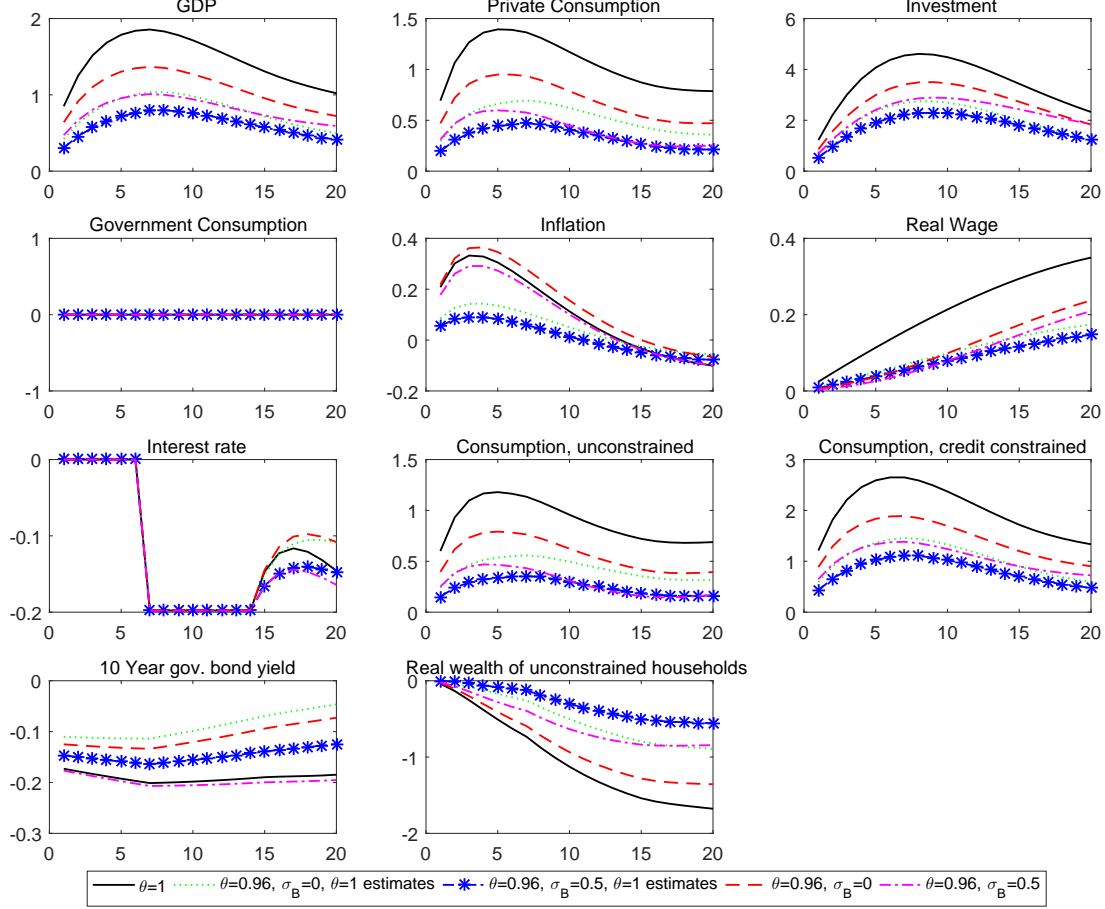 GDP
Private Consumption
Investment
2
1
0
0 5 10 15 20
1.5
1
0.5
0
0 5 10 15 20
6
4
2
0
0 5 10 15 20
Government Consumption
Inflation
Real Wage
1
0
-1
0 5 10 15 20
0.4
0.2
0
-0.2
0 5 10 15 20
0.4
0.2
0
0 5 10 15 20
Interest rate
Consumption, unconstrained
Consumption, credit constrained
0
-0.1
-0.2
0 5 10 15 20
1.5
1
0.5
0
0 5 10 15 20
3
2
1
0
0 5 10 15 20
10 Year gov. bond yield
Real wealth of unconstrained households
0
-0.1
-0.2
-0.3
0 5 10 15 20
0
-1
-2
0 5 10 15 20
θ=1 θ=0.96, σ_B=0, θ=1 estimates θ=0.96, σ_B=0.5, θ=1 estimates θ=0.96, σ_B=0 θ=0.96, σ_B=0.5